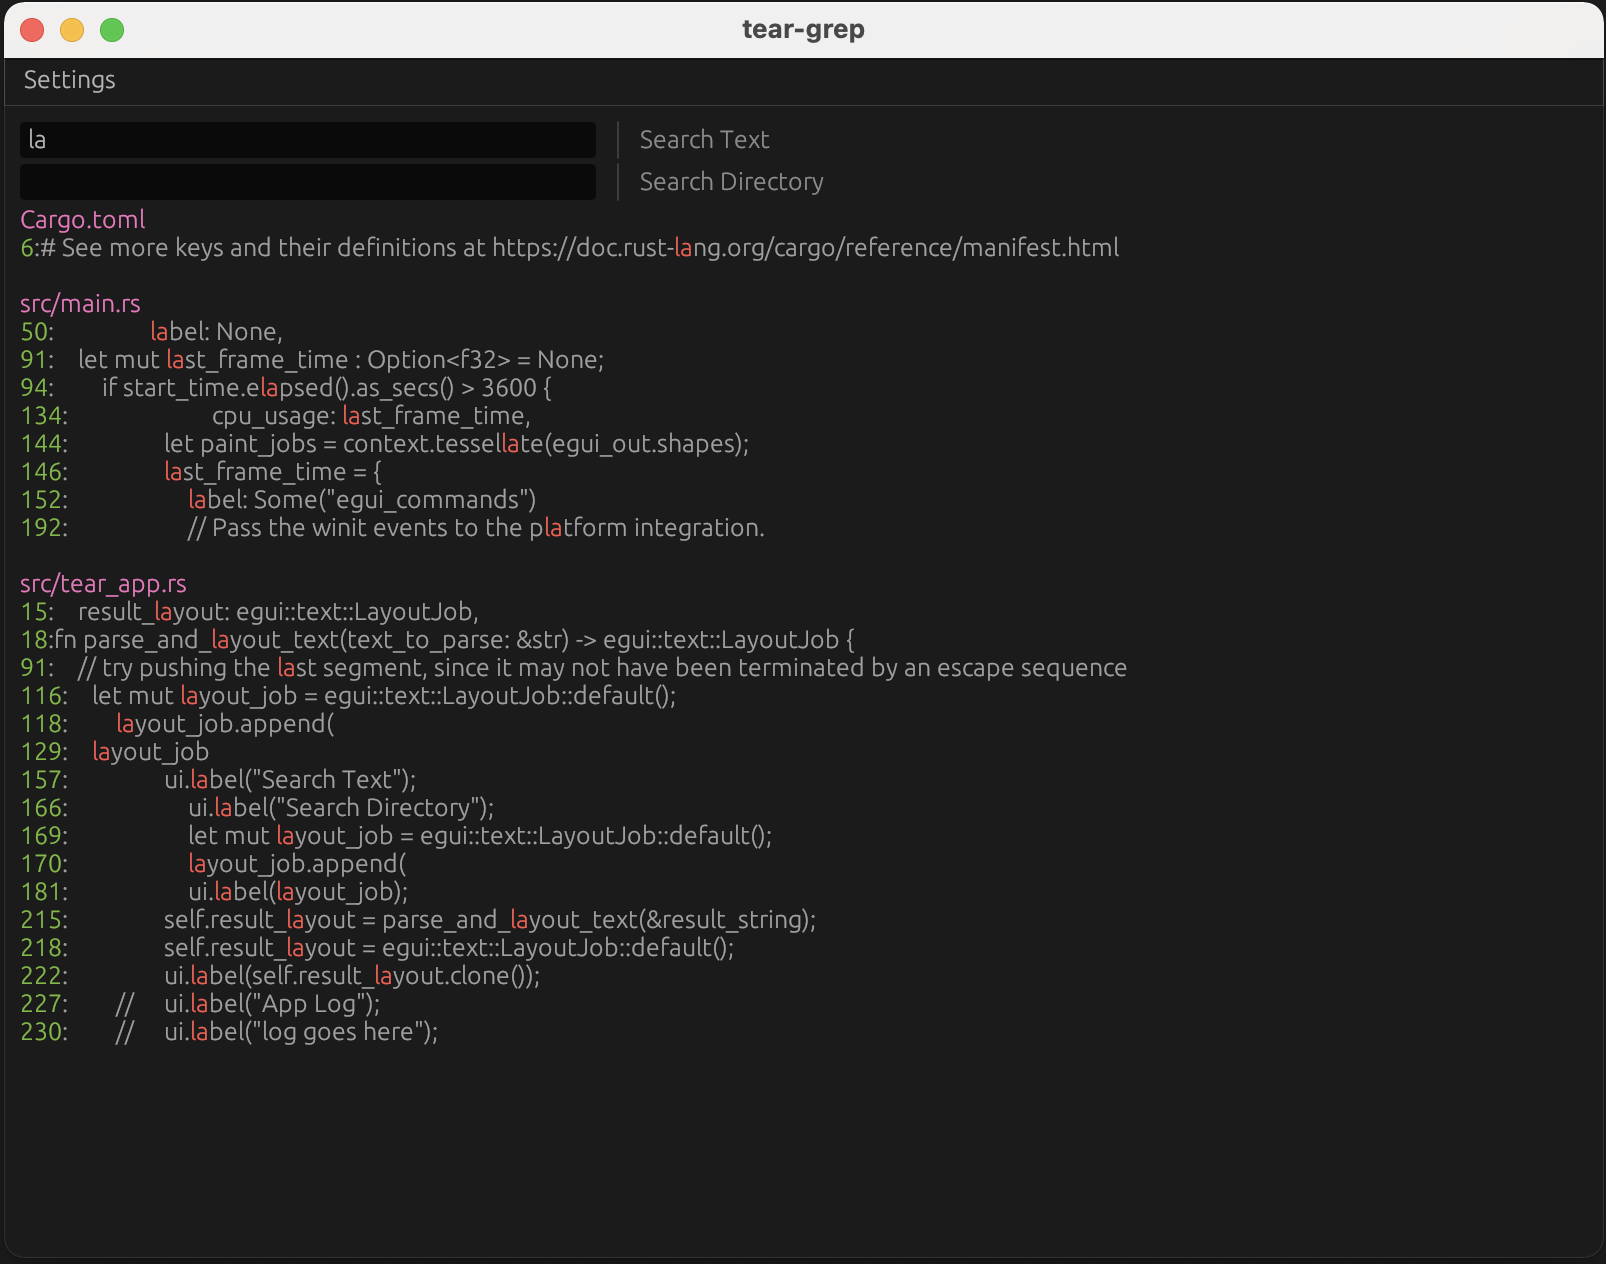 tear-grep
Settings
la
Search Text
Search Directory
Cargo.toml
6:# See more keys and their definitions at https://doc.rust-lang.org/cargo/reference/manifest.html
src/main.rs
50:                label: None,
91:    let mut last_frame_time : Option<f32> = None;
94:        if start_time.elapsed().as_secs() > 3600 {
134:                        cpu_usage: last_frame_time,
144:                let paint_jobs = context.tessellate(egui_out.shapes);
146:                last_frame_time = {
152:                    label: Some("egui_commands")
192:                    // Pass the winit events to the platform integration.
src/tear_app.rs
15:    result_layout: egui::text::LayoutJob,
18:fn parse_and_layout_text(text_to_parse: &str) -> egui::text::LayoutJob {
91:    // try pushing the last segment, since it may not have been terminated by an escape sequence
116:    let mut layout_job = egui::text::LayoutJob::default();
118:        layout_job.append(
129:    layout_job
157:                ui.label("Search Text");
166:                    ui.label("Search Directory");
169:                    let mut layout_job = egui::text::LayoutJob::default();
170:                    layout_job.append(
181:                    ui.label(layout_job);
215:                self.result_layout = parse_and_layout_text(&result_string);
218:                self.result_layout = egui::text::LayoutJob::default();
222:                ui.label(self.result_layout.clone());
227:        //     ui.label("App Log");
230:        //     ui.label("log goes here");